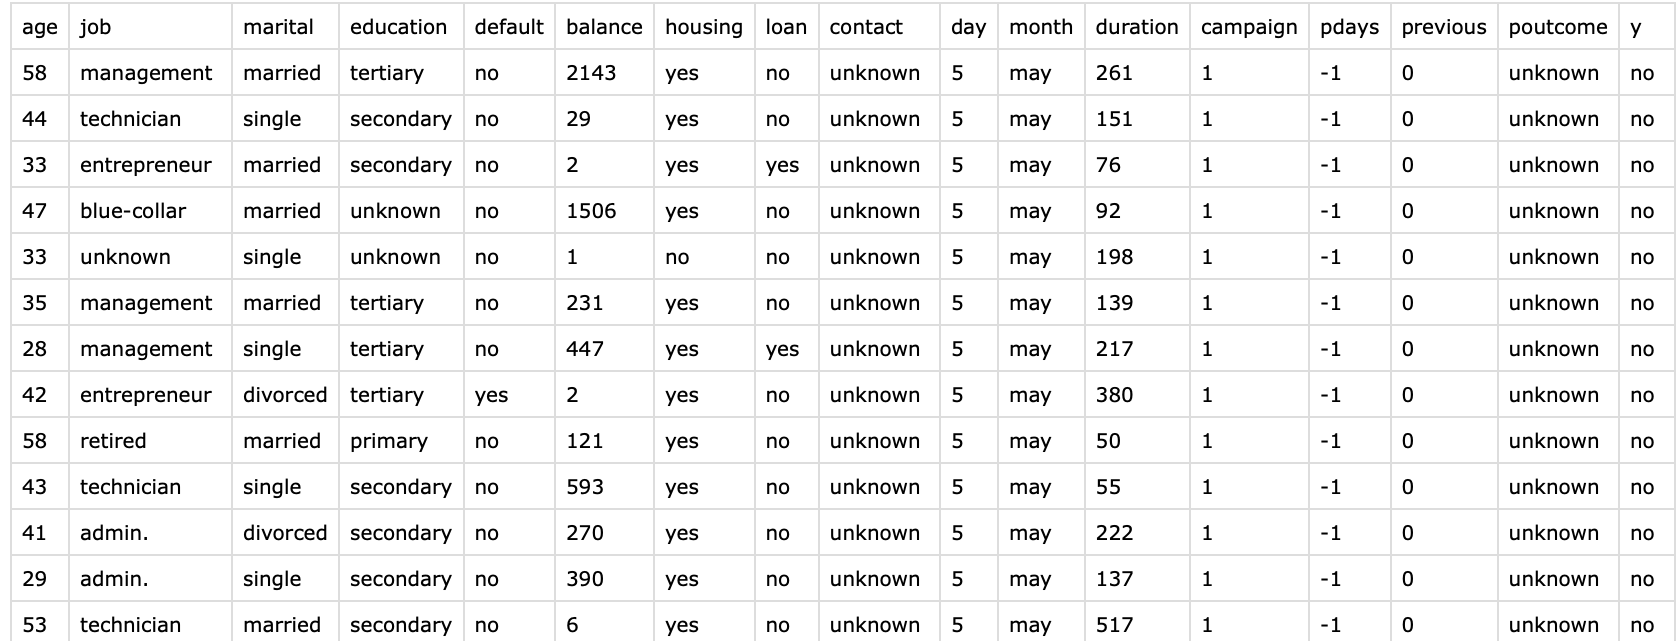 age job marital education default balance housing loan contact day month duration campaign pdays previous poutcome y
58 management married tertiary no 2143 yes no unknown 5 may 261 1 -1 0 unknown no
44 technician single secondary no 29 yes no unknown 5 may 151 1 -1 0 unknown no
33 entrepreneur married secondary no 2 yes yes unknown 5 may 76 1 -1 0 unknown no
47 blue-collar married unknown no 1506 yes no unknown 5 may 92 1 -1 0 unknown no
33 unknown single unknown no 1 no no unknown 5 may 198 1 -1 0 unknown no
35 management married tertiary no 231 yes no unknown 5 may 139 1 -1 0 unknown no
28 management single tertiary no 447 yes yes unknown 5 may 217 1 -1 0 unknown no
42 entrepreneur divorced tertiary yes 2 yes no unknown 5 may 380 1 -1 0 unknown no
58 retired married primary no 121 yes no unknown 5 may 50 1 -1 0 unknown no
43 technician single secondary no 593 yes no unknown 5 may 55 1 -1 0 unknown no
41 admin. divorced secondary no 270 yes no unknown 5 may 222 1 -1 0 unknown no
29 admin. single secondary no 390 yes no unknown 5 may 137 1 -1 0 unknown no
53 technician married secondary no 6 yes no unknown 5 may 517 1 -1 0 unknown no